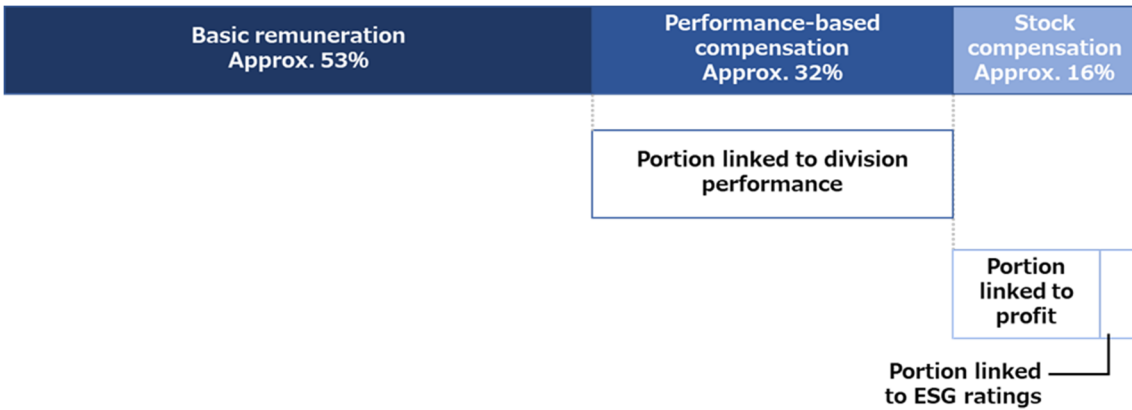 Basic remuneration
Approx. 53%
Performance-based
compensation
Approx. 32%
Stock
compensation
Approx. 16%
Portion linked to division
performance
Portion
linked to
profit
Portion linked
to ESG ratings